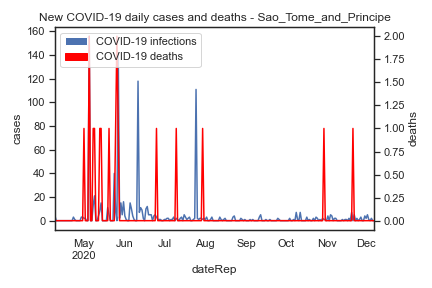 New COVID-19 daily cases and deaths - Sao_Tome_and_Principe
COVID-19 infections
COVID-19 deaths
160
140
120
100
80
60
40
20
0
cases
2.00
1.75
1.50
1.25
1.00
0.75
0.50
0.25
0.00
deaths
May Jun Jul Aug Sep Oct Nov Dec
2020
dateRep